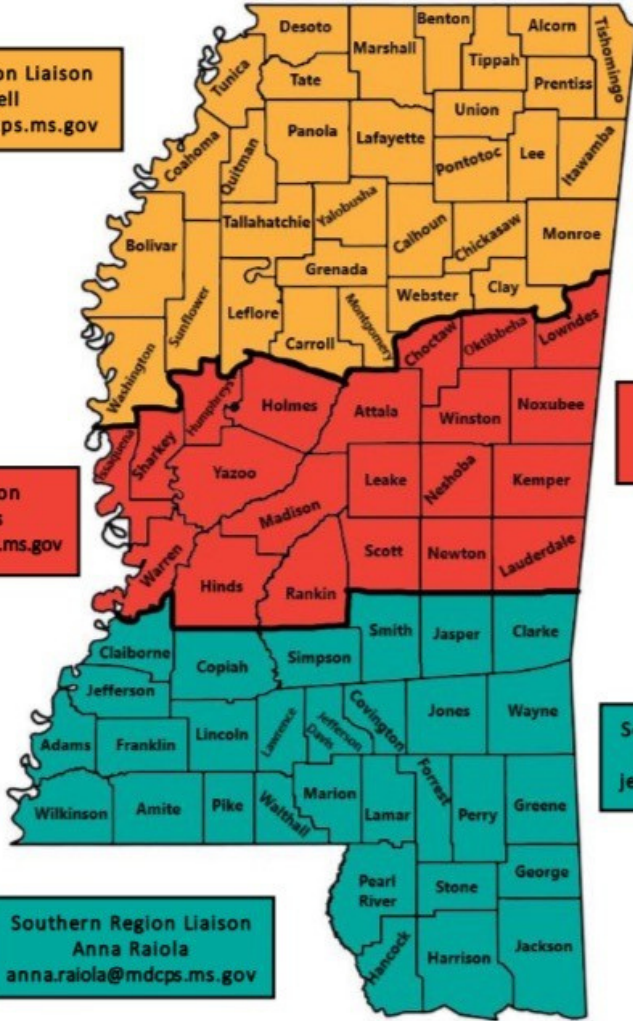 Desoto
Benton
Alcorn
Tishomingo
Marshall
Tippah
Tunica
Tate
Prentiss
on Liaison
ell
ps.ms.gov
Union
Panola
Lafayette
Coahoma
Quitman
Pontotoc
Lee
Itawamba
Tallahatchie
Yalobusha
Calhoun
Chickasaw
Monroe
Bolivar
Grenada
Sunflower
Leflore
Webster
Clay
Montgomery
Carroll
Washington
Choctaw
Oktibbeha
Lowndes
Humphreys
Holmes
Attala
Winston
Noxubee
Issaquena
Sharkey
Yazoo
Leake
Neshoba
Kemper
Madison
on
s
.ms.gov
Warren
Hinds
Rankin
Scott
Newton
Lauderdale
Claiborne
Copiah
Simpson
Smith
Jasper
Clarke
Jefferson
Adams
Franklin
Lincoln
Lawrence
Jefferson
Davis
Covington
Jones
Wayne
S
je
Wilkinson
Amite
Pike
Walthall
Marion
Lamar
Forrest
Perry
Greene
Pearl
River
Stone
George
Hancock
Harrison
Jackson
Southern Region Liaison
Anna Raiola
anna.raiola@mdcps.ms.gov